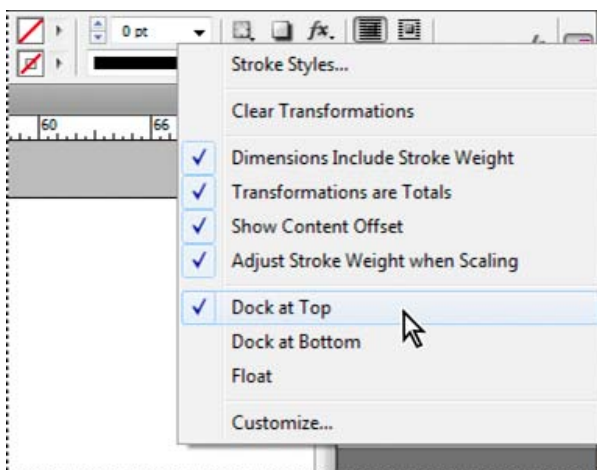 0 pt
fx.
Stroke Styles...
Clear Transformations
60 66
Dimensions Include Stroke Weight
Transformations are Totals
Show Content Offset
Adjust Stroke Weight when Scaling
Dock at Top
Dock at Bottom
Float
Customize...